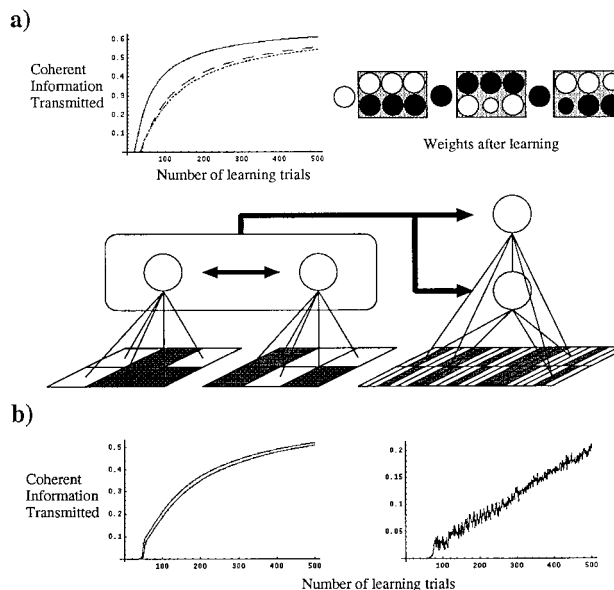 a)
0.6
0.5
0.4
0.3
0.2
0.1
Coherent
Information
Transmitted
100 200 300 400 500
Number of learning trials
Weights after learning
b)
0.5
0.4
0.3
0.2
0.1
Coherent
Information
Transmitted
100 200 300 400 500
0.2
0.15
0.1
0.05
100 200 300 400 500
Number of learning trials